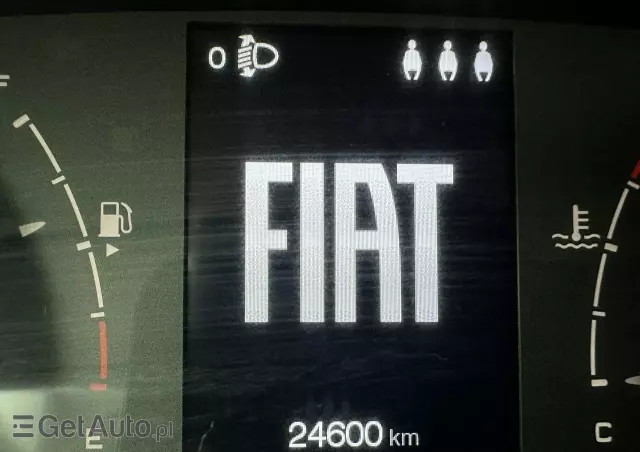 0
FIAT
24600 km
E
C
GetAuto.pl